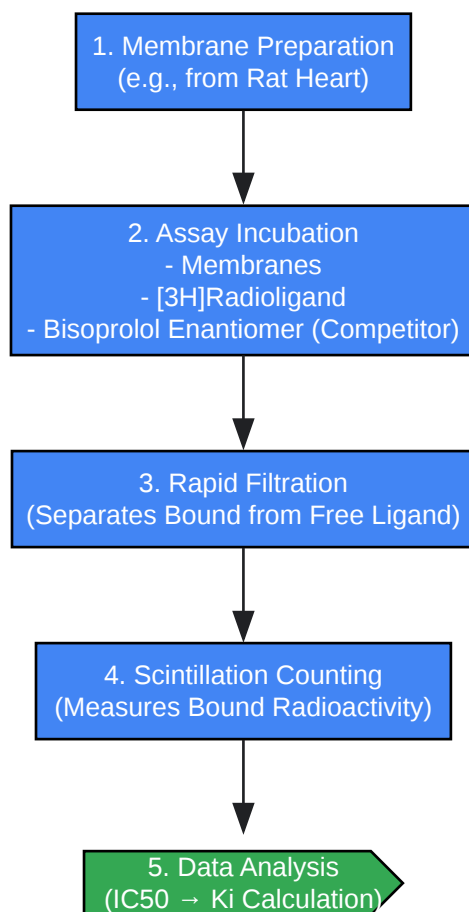 1. Membrane Preparation
(e.g., from Rat Heart)
2. Assay Incubation
- Membranes
- [3H]Radioligand
- Bisoprolol Enantiomer (Competitor)
3. Rapid Filtration
(Separates Bound from Free Ligand)
4. Scintillation Counting
(Measures Bound Radioactivity)
5. Data Analysis
(IC50 → Ki Calculation)